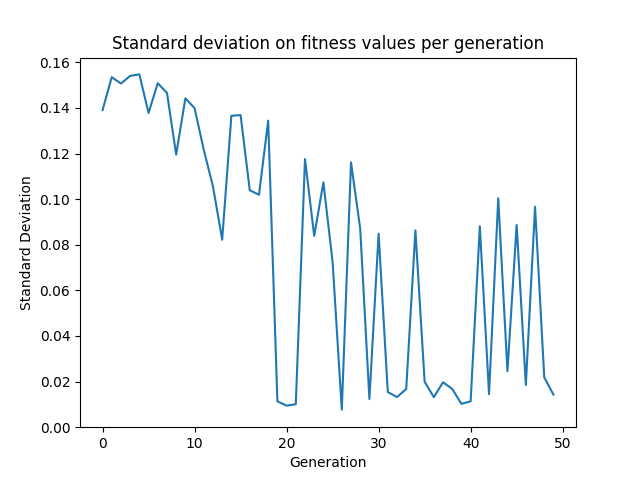 Standard deviation on fitness values per generation
0.16
0.14
0.12
0.10
0.08
0.06
0.04
0.02
0.00
Standard Deviation
0 10 20 30 40 50
Generation